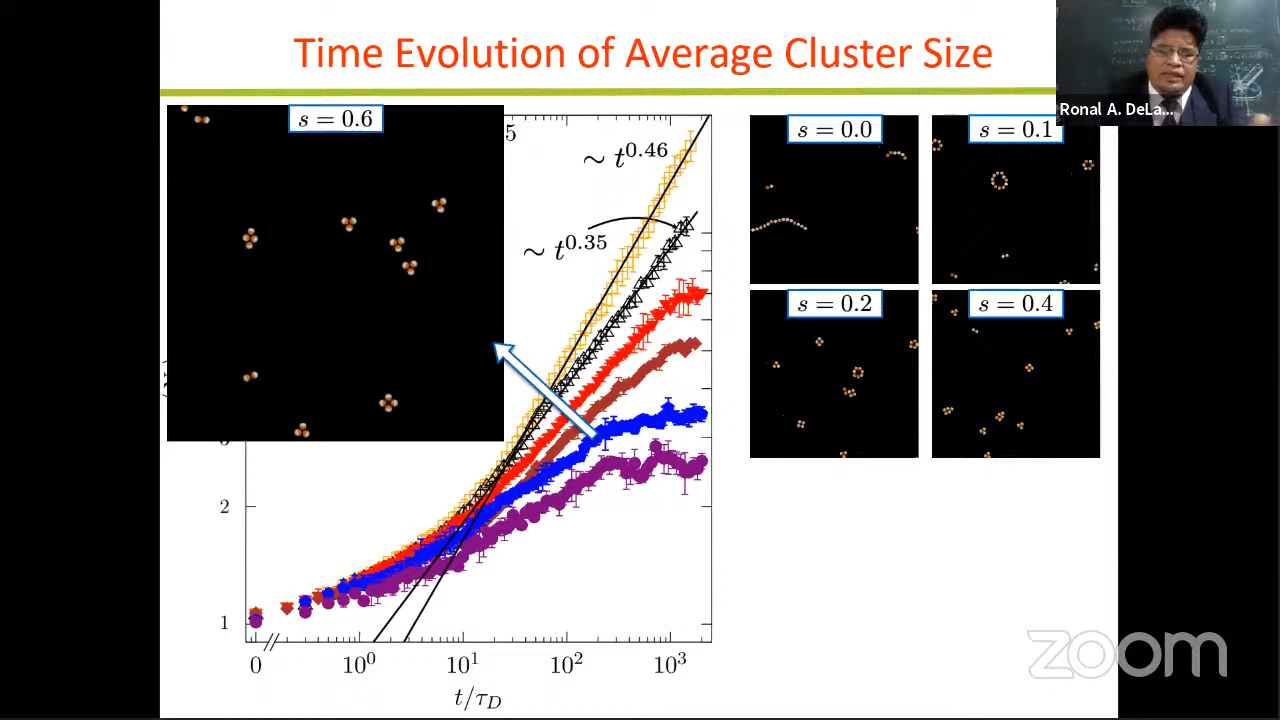 Time Evolution of Average Cluster Size
Ronal A. DeLa...
s = 0.6
5
∼ t^0.46
∼ t^0.35
s = 0.0
s = 0.1
s = 0.2
s = 0.4
3
2
1
0
10^0
10^1
10^2
10^3
t/τ_D
zoom